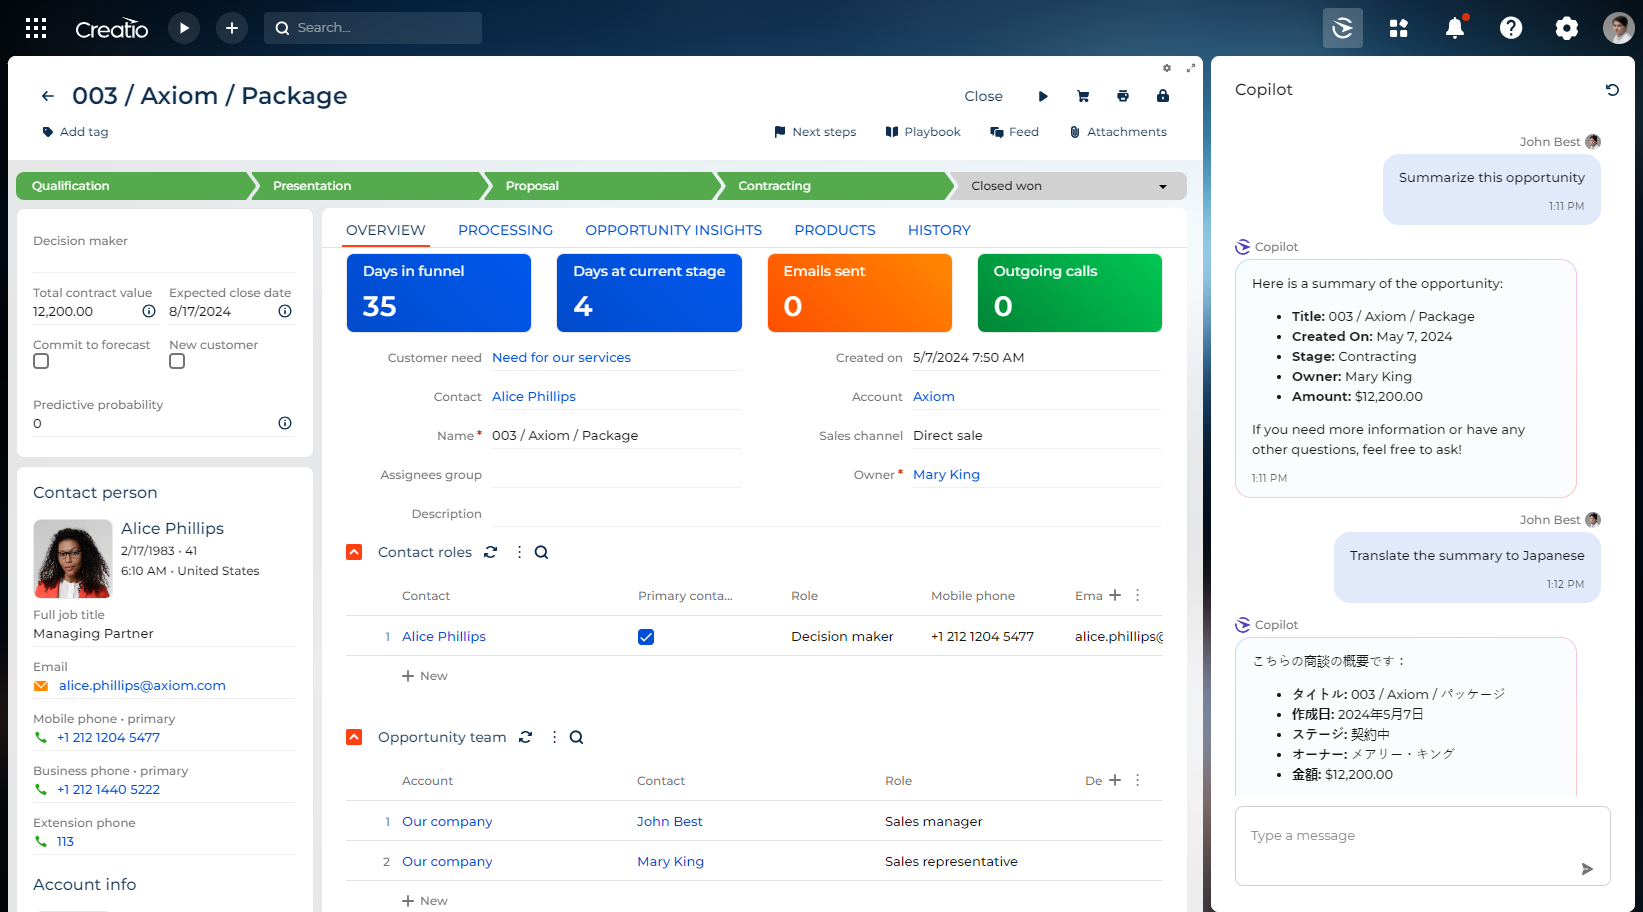 Creatio
Search...
003 / Axiom / Package
Close
Add tag
Next steps
Playbook
Feed
Attachments
Qualification
Presentation
Proposal
Contracting
Closed won
Decision maker
Total contract value
Expected close date
12,200.00
8/17/2024
Commit to forecast
New customer
Predictive probability
0
Contact person
Alice Phillips
2/17/1983 • 41
6:10 AM • United States
Full job title
Managing Partner
Email
alice.phillips@axiom.com
Mobile phone • primary
+1 212 1204 5477
Business phone • primary
+1 212 1440 5222
Extension phone
113
Account info
OVERVIEW
PROCESSING
OPPORTUNITY INSIGHTS
PRODUCTS
HISTORY
Days in funnel
35
Days at current stage
4
Emails sent
0
Outgoing calls
0
Customer need
Need for our services
Created on
5/7/2024 7:50 AM
Contact
Alice Phillips
Account
Axiom
Name*
003 / Axiom / Package
Sales channel
Direct sale
Assignees group
Owner*
Mary King
Description
Contact roles
Contact
Primary conta...
Role
Mobile phone
Ema
1 Alice Phillips
Decision maker
+1 212 1204 5477
alice.phillips@
New
Opportunity team
Account
Contact
Role
De
1 Our company
John Best
Sales manager
2 Our company
Mary King
Sales representative
New
Copilot
John Best
Summarize this opportunity
1:11 PM
Copilot
Here is a summary of the opportunity:
• Title: 003 / Axiom / Package
• Created On: May 7, 2024
• Stage: Contracting
• Owner: Mary King
• Amount: $12,200.00
If you need more information or have any
other questions, feel free to ask!
1:11 PM
John Best
Translate the summary to Japanese
1:12 PM
Copilot
こちらの商談の概要です：
• タイトル: 003 / Axiom / パッケージ
• 作成日: 2024年5月7日
• ステージ: 契約中
• オーナー: メアリー・キング
• 金額: $12,200.00
Type a message